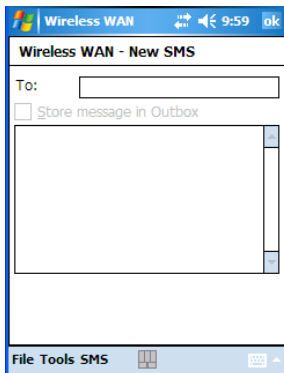 Wireless WAN 9:59 ok
Wireless WAN - New SMS
To:
Store message in Outbox
File Tools SMS